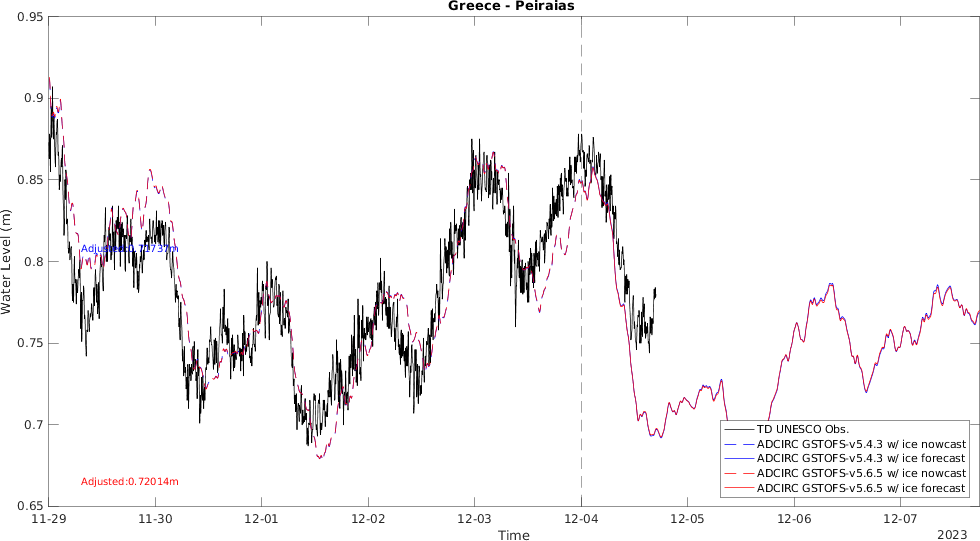 Greece - Peiraias
0.95
0.9
0.85
0.8
0.75
0.7
0.65
Water Level (m)
Adjusted:0.72014m
TD UNESCO Obs.
ADCIRC GSTOFS-v5.4.3 w/ ice nowcast
ADCIRC GSTOFS-v5.4.3 w/ ice forecast
ADCIRC GSTOFS-v5.6.5 w/ ice nowcast
ADCIRC GSTOFS-v5.6.5 w/ ice forecast
11-29 11-30 12-01 12-02 12-03 12-04 12-05 12-06 12-07
Time
2023